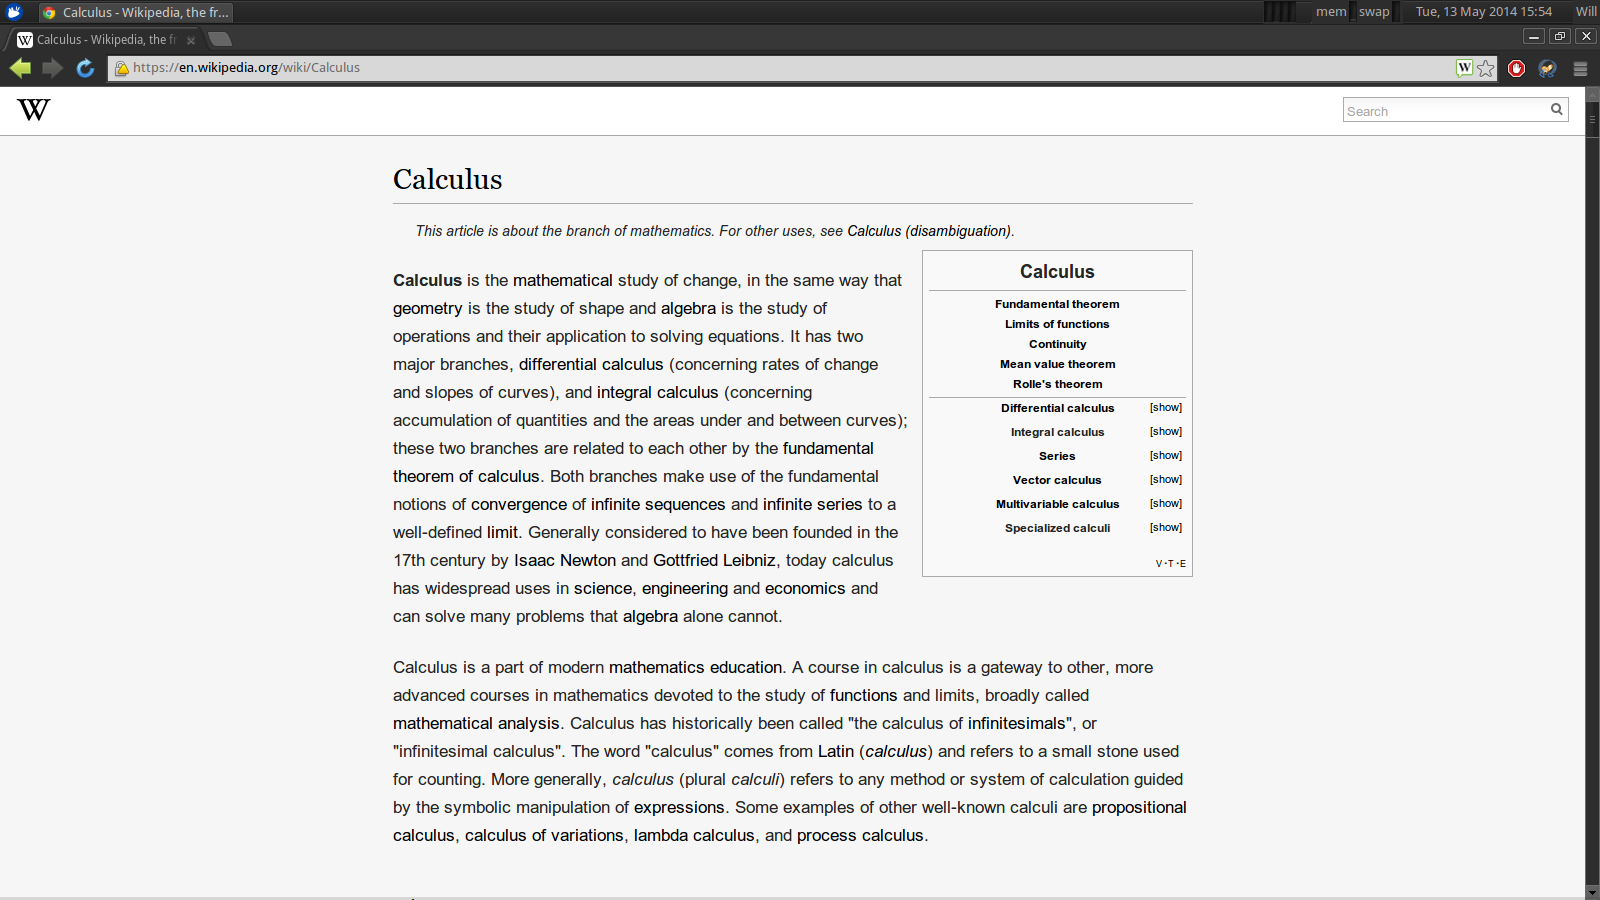 Calculus - Wikipedia, the fr...
mem swap Tue, 13 May 2014 15:54 Will
W Calculus - Wikipedia, the fr
https://en.wikipedia.org/wiki/Calculus W
W Search
Calculus
This article is about the branch of mathematics. For other uses, see Calculus (disambiguation).
Calculus is the mathematical study of change, in the same way that
geometry is the study of shape and algebra is the study of
operations and their application to solving equations. It has two
major branches, differential calculus (concerning rates of change
and slopes of curves), and integral calculus (concerning
accumulation of quantities and the areas under and between curves);
these two branches are related to each other by the fundamental
theorem of calculus. Both branches make use of the fundamental
notions of convergence of infinite sequences and infinite series to a
well-defined limit. Generally considered to have been founded in the
17th century by Isaac Newton and Gottfried Leibniz, today calculus
has widespread uses in science, engineering and economics and
can solve many problems that algebra alone cannot.
Calculus
Fundamental theorem
Limits of functions
Continuity
Mean value theorem
Rolle's theorem
Differential calculus [show]
Integral calculus [show]
Series [show]
Vector calculus [show]
Multivariable calculus [show]
Specialized calculi [show]
V · T · E
Calculus is a part of modern mathematics education. A course in calculus is a gateway to other, more
advanced courses in mathematics devoted to the study of functions and limits, broadly called
mathematical analysis. Calculus has historically been called "the calculus of infinitesimals", or
"infinitesimal calculus". The word "calculus" comes from Latin (calculus) and refers to a small stone used
for counting. More generally, calculus (plural calculi) refers to any method or system of calculation guided
by the symbolic manipulation of expressions. Some examples of other well-known calculi are propositional
calculus, calculus of variations, lambda calculus, and process calculus.